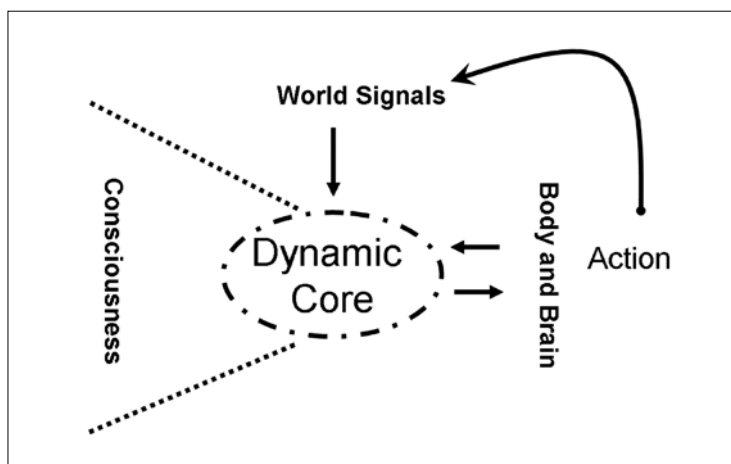 World Signals
Consciousness
Dynamic
Core
Body and Brain
Action